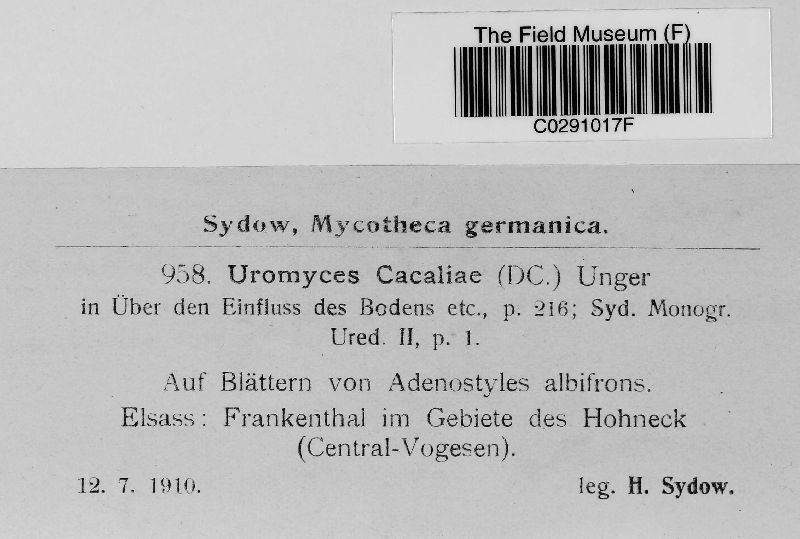 The Field Museum (F)
C0291017F
Sydow, Mycotheca germanica.
958. Uromyces Cacaliae (DC.) Unger
in Über den Einfluss des Bodens etc., p. 216; Syd. Monogr.
Ured. II, p. 1.
Auf Blättern von Adenostyles albifrons.
Elsass: Frankenthal im Gebiete des Hohneck
(Central-Vogesen).
12. 7. 1910. leg. H. Sydow.